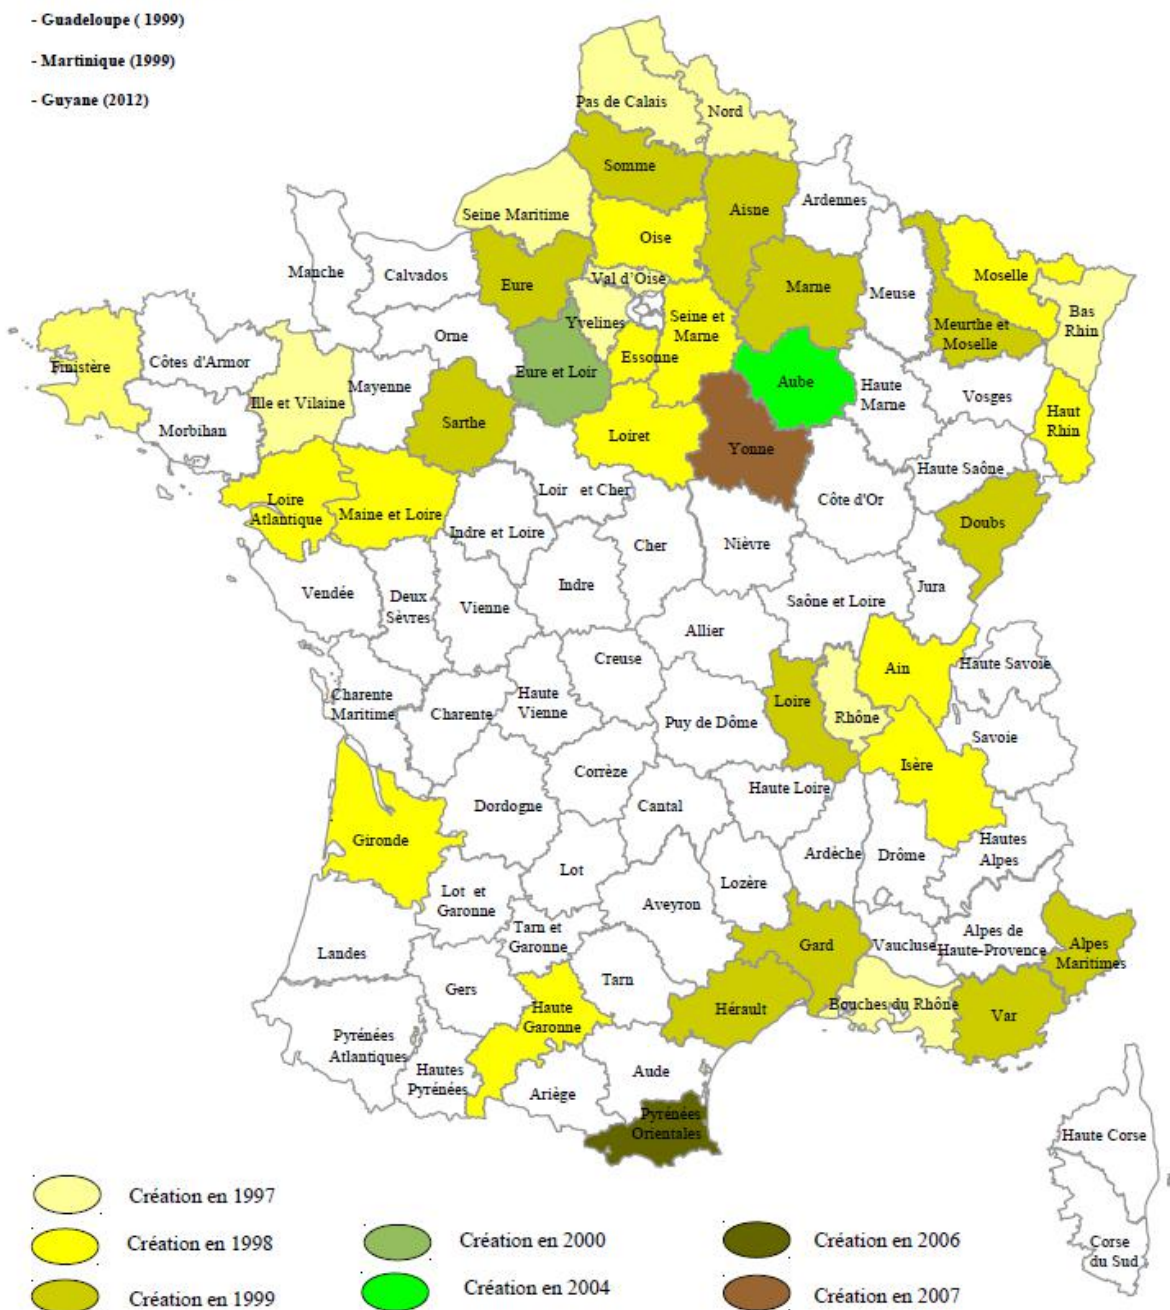 - Guadeloupe ( 1999)
- Martinique (1999)
- Guyane (2012)
Pas de Calais
Nord
Somme
Aisne
Ardennes
Seine Maritime
Oise
Manche
Calvados
Eure
Val d'Oise
Marne
Meuse
Moselle
Bas
Rhin
Orne
Yvelines
Seine et
Marne
Meurthe et
Moselle
Finistère
Côtes d'Armor
Mayenne
Eure et Loir
Essonne
Aube
Haute
Marne
Vosges
Haut
Rhin
Ille et Vilaine
Morbihan
Sarthe
Loiret
Yonne
Haute Saône
Loire
Atlantique
Maine et Loire
Loir et Cher
Indre et Loire
Cher
Nièvre
Côte d'Or
Doubs
Vendée
Deux
Sèvres
Vienne
Indre
Saône et Loire
Jura
Allier
Creuse
Ain
Haute Savoie
Charente
Maritime
Charente
Haute
Vienne
Puy de Dôme
Loire
Rhône
Savoie
Isère
Corrèze
Dordogne
Cantal
Haute Loire
Gironde
Lot
Ardèche
Drôme
Hautes
Alpes
Lot et
Garonne
Aveyron
Lozère
Landes
Tarn et
Garonne
Gard
Vaucluse
Alpes de
Haute-Provence
Alpes
Maritimes
Gers
Tarn
Haute
Garonne
Hérault
Bouches du Rhône
Var
Pyrénées
Atlantiques
Hautes
Pyrénées
Ariège
Aude
Pyrénées
Orientales
Haute Corse
Corse
du Sud
Création en 1997
Création en 1998
Création en 1999
Création en 2000
Création en 2004
Création en 2006
Création en 2007